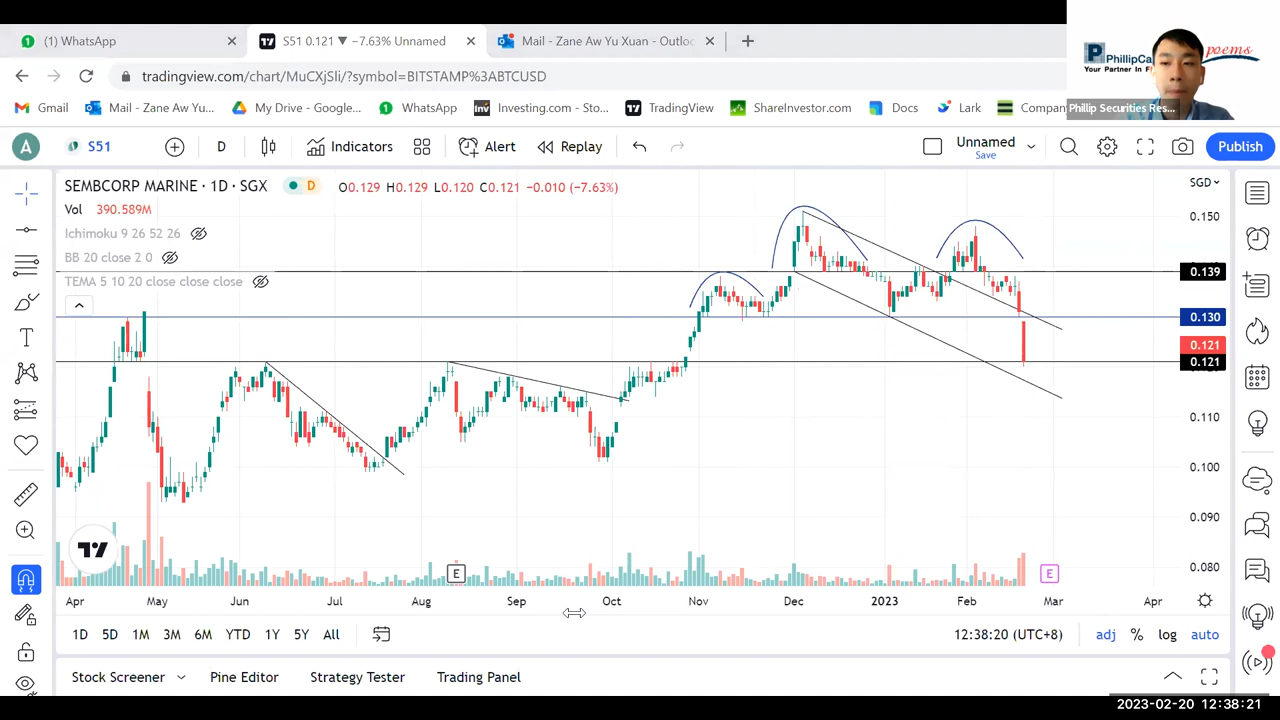 (1) WhatsApp
S51 0.121 ▼ −7.63% Unnamed
Mail - Zane Aw Yu Xuan - Outloo
tradingview.com/chart/MuCXjSli/?symbol=BITSTAMP%3ABTCUSD
PhillipCa
Your Partner In Fi
poems
Gmail
Mail - Zane Aw Yu...
My Drive - Google...
WhatsApp
Inv
Investing.com - Sto...
TradingView
ShareInvestor.com
Docs
Lark
Compan
Phillip Securities Res...
A
S51
D
Indicators
Alert
Replay
Unnamed
Save
Publish
SEMBCORP MARINE · 1D · SGX
D
O0.129 H0.129 L0.120 C0.121 −0.010 (−7.63%)
SGD
Vol 390.589M
0.150
Ichimoku 9 26 52 26
BB 20 close 2 0
0.139
TEMA 5 10 20 close close close
0.130
0.121
0.121
0.110
0.100
0.090
0.080
E
E
Apr May Jun Jul Aug Sep Oct Nov Dec 2023 Feb Mar Apr
1D 5D 1M 3M 6M YTD 1Y 5Y All
12:38:20 (UTC+8)
adj % log auto
Stock Screener
Pine Editor
Strategy Tester
Trading Panel
2023-02-20 12:38:21